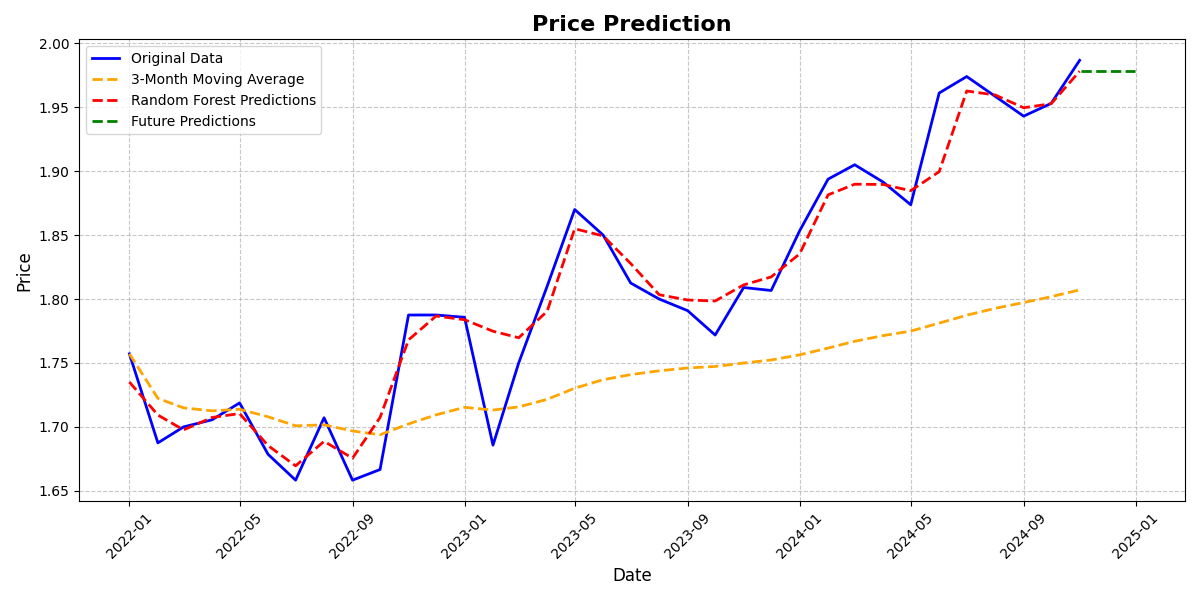 Price Prediction
Original Data
3-Month Moving Average
Random Forest Predictions
Future Predictions
2.00
1.95
1.90
1.85
1.80
1.75
1.70
1.65
Price
2022-01
2022-05
2022-09
2023-01
2023-05
2023-09
2024-01
2024-05
2024-09
2025-01
Date